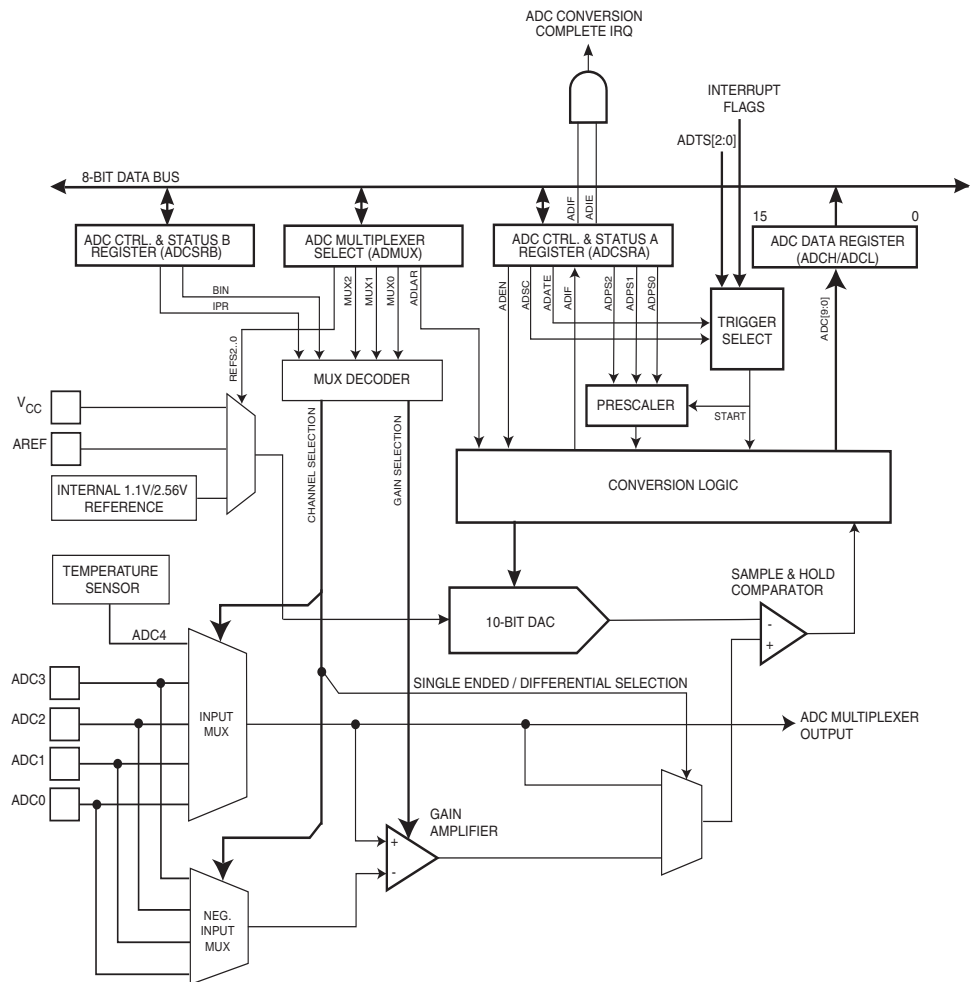 ADC CONVERSION
COMPLETE IRQ
INTERRUPT
FLAGS
ADTS[2:0]
8-BIT DATA BUS
ADIF
ADIE
15
0
ADC CTRL. & STATUS B
REGISTER (ADCSRB)
ADC MULTIPLEXER
SELECT (ADMUX)
ADC CTRL. & STATUS A
REGISTER (ADCSRA)
ADC DATA REGISTER
(ADCH/ADCL)
BIN
IPR
REFS2..0
MUX2
MUX1
MUX0
ADLAR
ADEN
ADSC
ADATE
ADIF
ADPS2
ADPS1
ADPS0
TRIGGER
SELECT
ADC[9:0]
MUX DECODER
PRESCALER
START
VCC
AREF
INTERNAL 1.1V/2.56V
REFERENCE
CHANNEL SELECTION
GAIN SELECTION
CONVERSION LOGIC
TEMPERATURE
SENSOR
10-BIT DAC
SAMPLE & HOLD
COMPARATOR
-
+
ADC4
ADC3
ADC2
ADC1
ADC0
INPUT
MUX
SINGLE ENDED / DIFFERENTIAL SELECTION
ADC MULTIPLEXER
OUTPUT
GAIN
AMPLIFIER
+
-
NEG.
INPUT
MUX